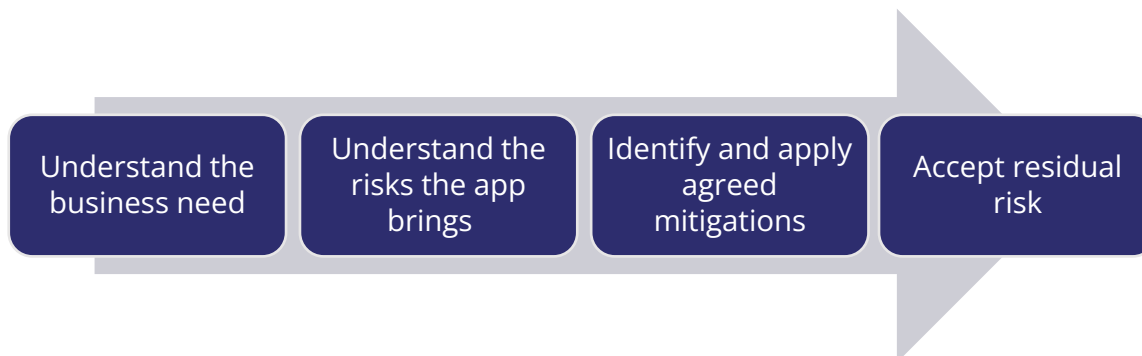 Understand the
business need
Understand the
risks the app
brings
Identify and apply
agreed
mitigations
Accept residual
risk